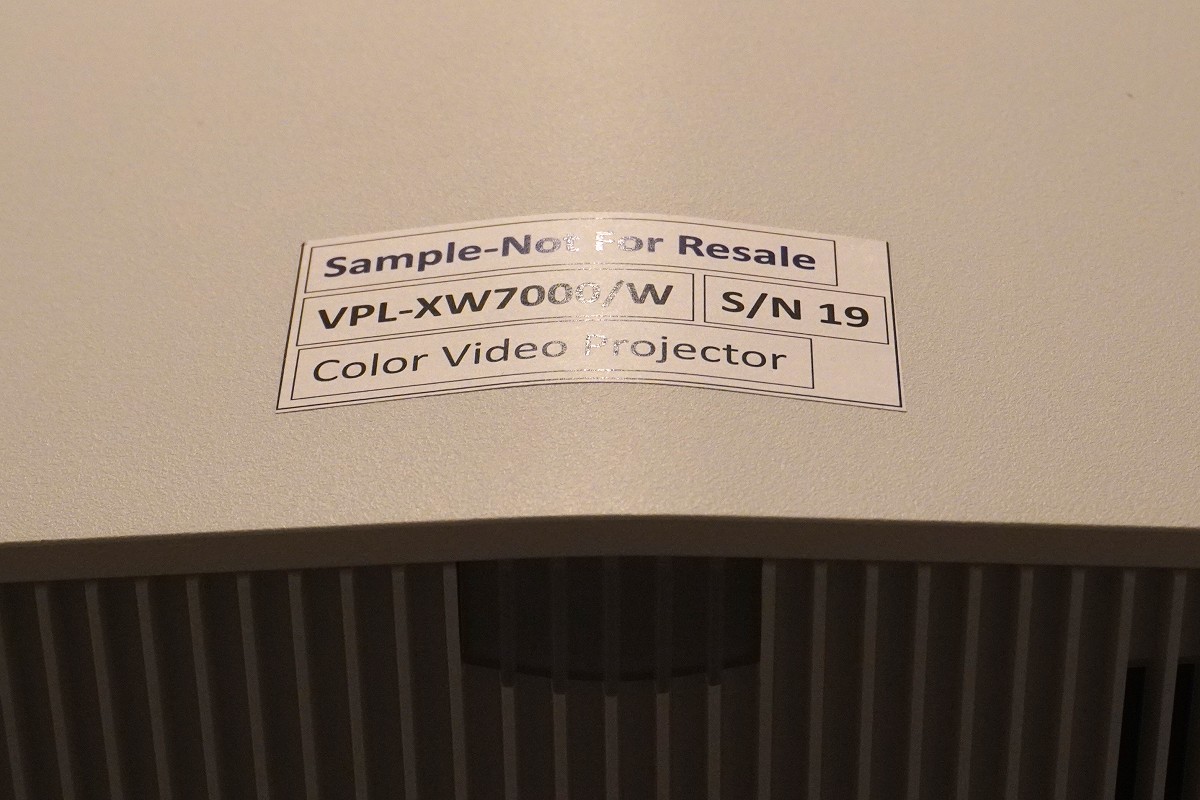 Sample-Not For Resale
VPL-XW7000/W S/N 19
Color Video Projector